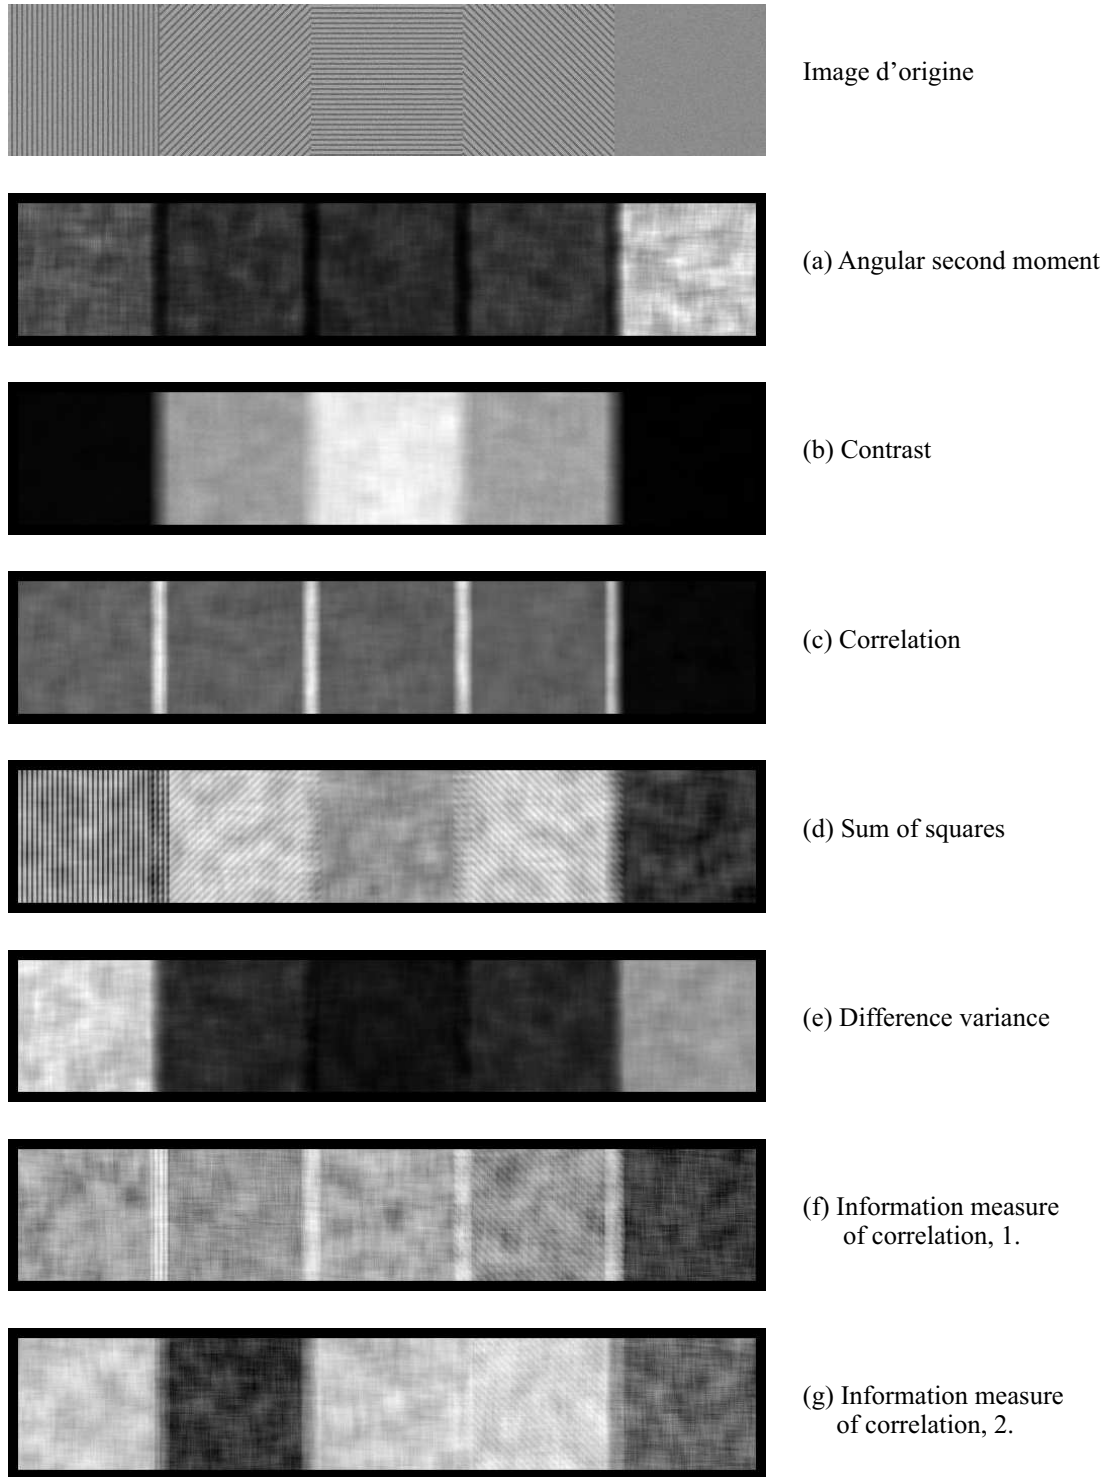 Image d’origine
(a) Angular second moment
(b) Contrast
(c) Correlation
(d) Sum of squares
(e) Difference variance
(f) Information measure
of correlation, 1.
(g) Information measure
of correlation, 2.